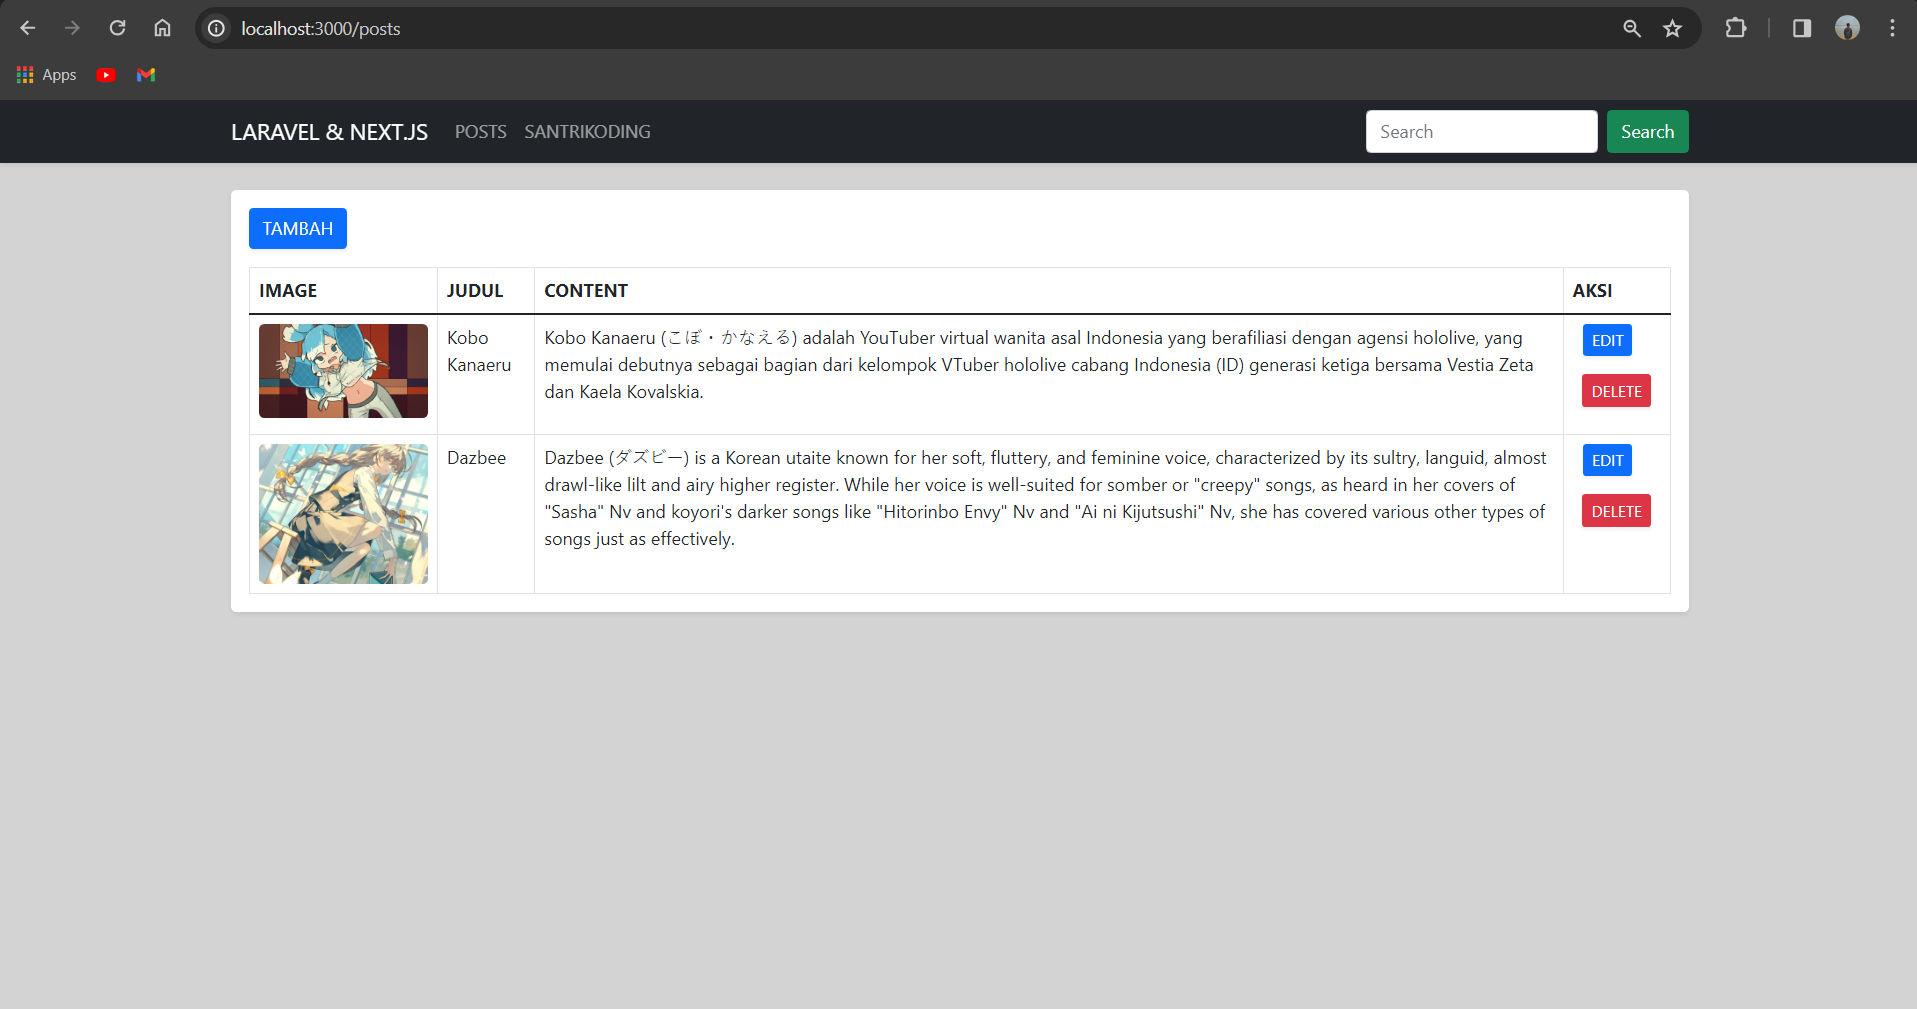 localhost:3000/posts
Apps
LARAVEL & NEXT.JS POSTS SANTRIKODING Search Search
TAMBAH
IMAGE JUDUL CONTENT AKSI
Kobo
Kanaeru
Kobo Kanaeru (こぼ・かなえる) adalah YouTuber virtual wanita asal Indonesia yang berafiliasi dengan agensi hololive, yang
memulai debutnya sebagai bagian dari kelompok VTuber hololive cabang Indonesia (ID) generasi ketiga bersama Vestia Zeta
dan Kaela Kovalskia.
EDIT
DELETE
Dazbee
Dazbee (ダズビー) is a Korean utaite known for her soft, fluttery, and feminine voice, characterized by its sultry, languid, almost
drawl-like lilt and airy higher register. While her voice is well-suited for somber or "creepy" songs, as heard in her covers of
"Sasha" Nv and koyori's darker songs like "Hitorinbo Envy" Nv and "Ai ni Kijutsushi" Nv, she has covered various other types of
songs just as effectively.
EDIT
DELETE